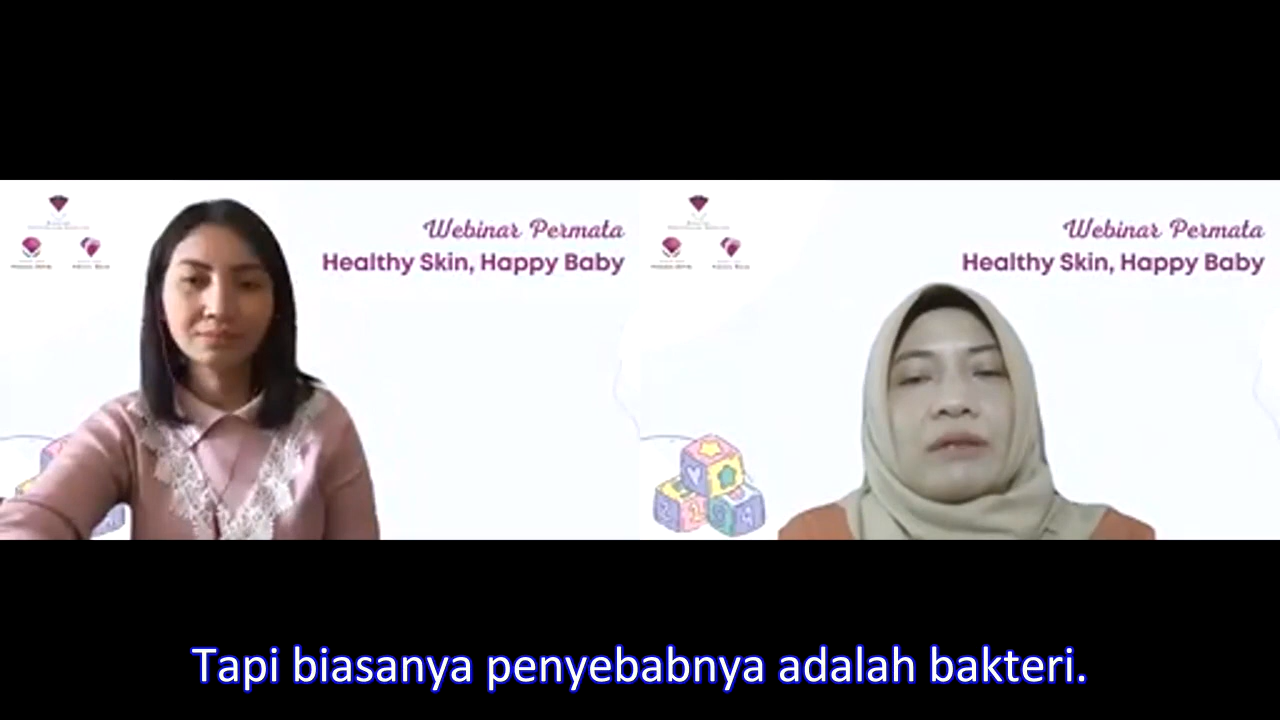 Webinar Permata
Healthy Skin, Happy Baby
Webinar Permata
Healthy Skin, Happy Baby
Tapi biasanya penyebabnya adalah bakteri.